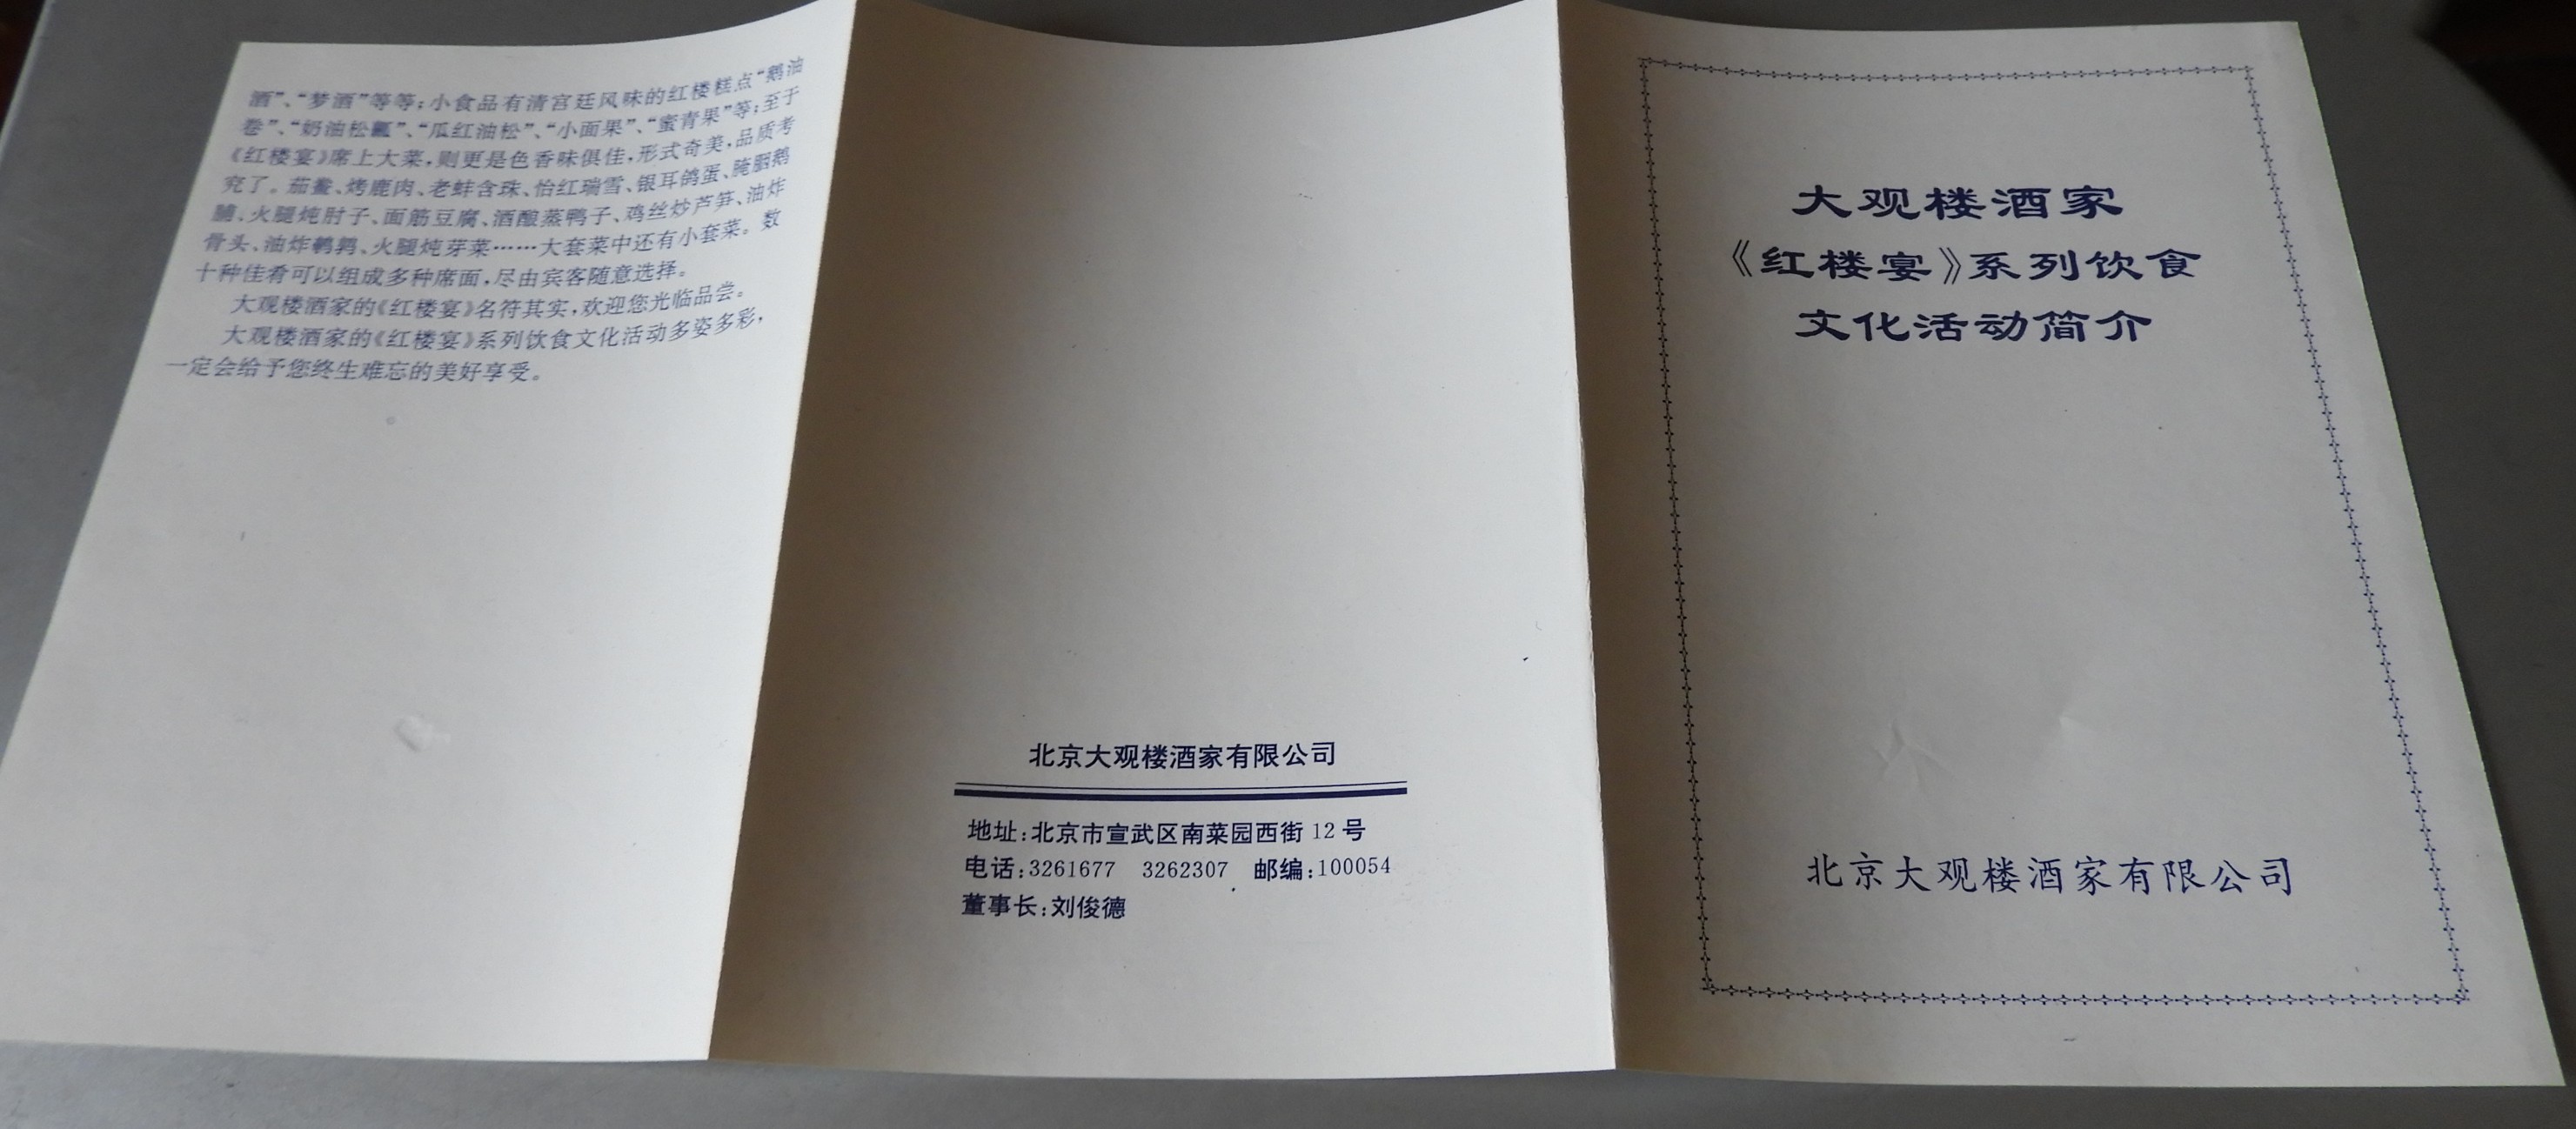 酒”、“梦酒”等等；小食品有清宫廷风味的红楼糕点“鹅油
卷”、“奶油松瓤”、“瓜红油松”、“小面果”、“蜜青果”等；至于
《红楼宴》席上大菜，则更是色香味俱佳，形式奇美，品质考
究了。茄鲞、烤鹿肉、老蚌含珠、怡红瑞雪、银耳鸽蛋、腌胭鹅
脯、火腿炖肘子、面筋豆腐、酒酿蒸鸭子、鸡丝炒芦笋、油炸
骨头、油炸鹌鹑、火腿炖芽菜……大套菜中还有小套菜。数
十种佳肴可以组成多种席面，尽由宾客随意选择。
大观楼酒家的《红楼宴》名符其实，欢迎您光临品尝。
大观楼酒家的《红楼宴》系列饮食文化活动多姿多彩，
一定会给予您终生难忘的美好享受。
北京大观楼酒家有限公司
地址：北京市宣武区南菜园西街 12 号
电话：3261677 3262307 邮编：100054
董事长：刘俊德
大观楼酒家
《红楼宴》系列饮食
文化活动简介
北京大观楼酒家有限公司